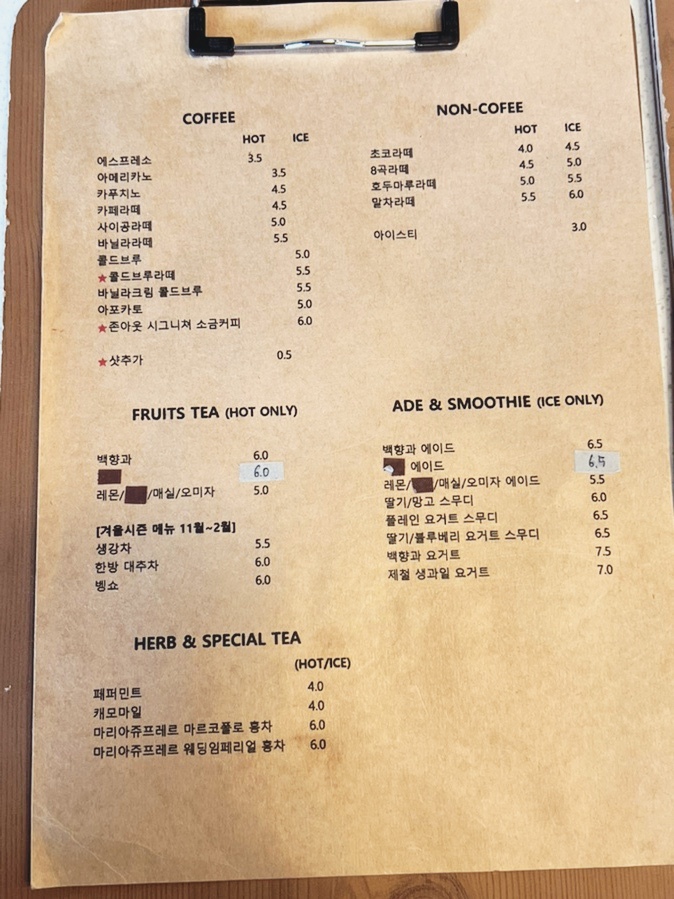 COFFEE
HOT ICE
에스프레소 3.5
아메리카노 3.5
카푸치노 4.5
카페라떼 4.5
사이공라떼 5.0
바닐라라떼 5.5
콜드브루 5.0
★콜드브루라떼 5.5
바닐라크림 콜드브루 5.5
아포카토 5.0
★존아웃 시그니쳐 소금커피 6.0
★샷추가 0.5
NON-COFEE
HOT ICE
초코라떼 4.0 4.5
8곡라떼 4.5 5.0
호두마루라떼 5.0 5.5
말차라떼 5.5 6.0
아이스티 3.0
FRUITS TEA (HOT ONLY)
백향과 6.0
6.0
레몬/ /매실/오미자 5.0
[겨울시즌 메뉴 11월~2월]
생강차 5.5
한방 대추차 6.0
벵쇼 6.0
ADE & SMOOTHIE (ICE ONLY)
백향과 에이드 6.5
에이드 6.5
레몬/ /매실/오미자 에이드 5.5
딸기/망고 스무디 6.0
플레인 요거트 스무디 6.5
딸기/블루베리 요거트 스무디 6.5
백향과 요거트 7.5
제철 생과일 요거트 7.0
HERB & SPECIAL TEA
(HOT/ICE)
페퍼민트 4.0
캐모마일 4.0
마리아쥬프레르 마르코폴로 홍차 6.0
마리아쥬프레르 웨딩임페리얼 홍차 6.0